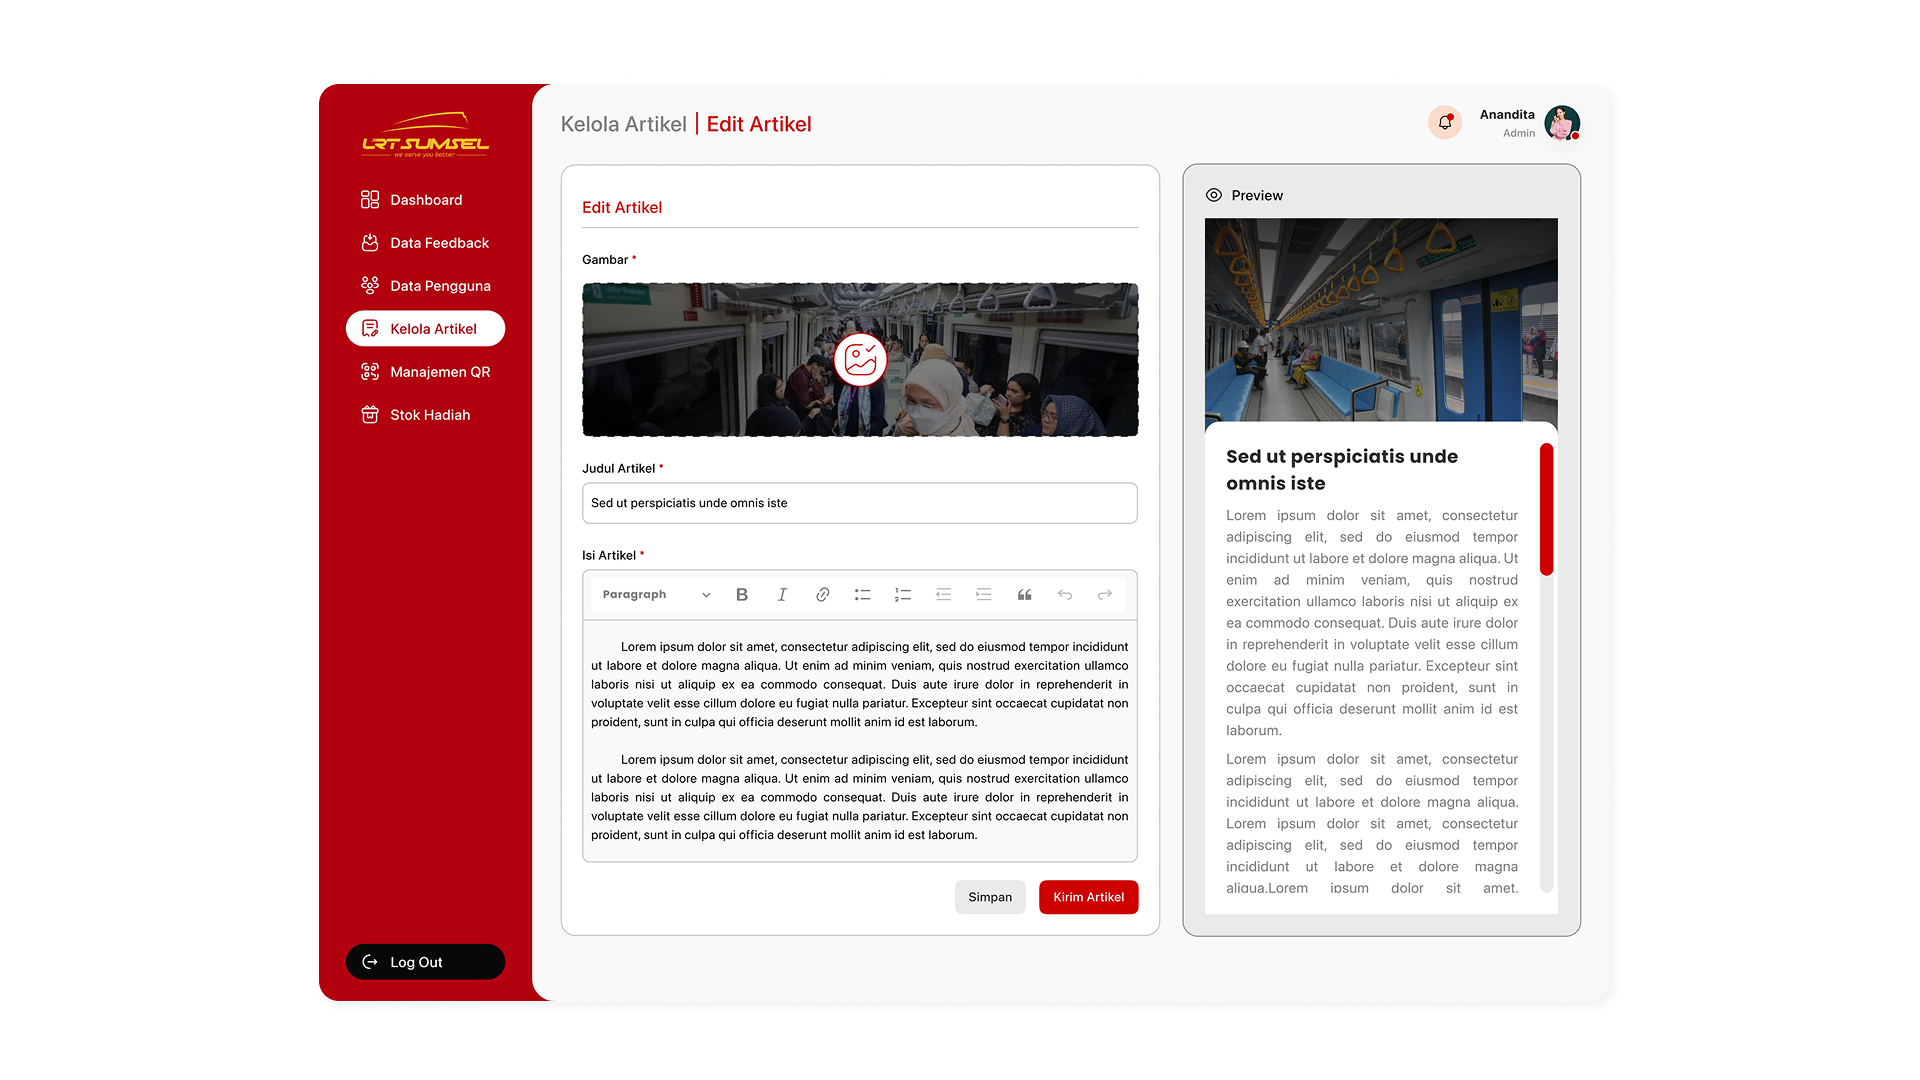 LRT SUMSEL
we serve you better
Dashboard
Data Feedback
Data Pengguna
Kelola Artikel
Manajemen QR
Stok Hadiah
Log Out
Kelola Artikel | Edit Artikel
Anandita
Admin
Edit Artikel
Gambar *
Judul Artikel *
Sed ut perspiciatis unde omnis iste
Isi Artikel *
Paragraph
Lorem ipsum dolor sit amet, consectetur adipiscing elit, sed do eiusmod tempor incididunt
ut labore et dolore magna aliqua. Ut enim ad minim veniam, quis nostrud exercitation ullamco
laboris nisi ut aliquip ex ea commodo consequat. Duis aute irure dolor in reprehenderit in
voluptate velit esse cillum dolore eu fugiat nulla pariatur. Excepteur sint occaecat cupidatat non
proident, sunt in culpa qui officia deserunt mollit anim id est laborum.
Lorem ipsum dolor sit amet, consectetur adipiscing elit, sed do eiusmod tempor incididunt
ut labore et dolore magna aliqua. Ut enim ad minim veniam, quis nostrud exercitation ullamco
laboris nisi ut aliquip ex ea commodo consequat. Duis aute irure dolor in reprehenderit in
voluptate velit esse cillum dolore eu fugiat nulla pariatur. Excepteur sint occaecat cupidatat non
proident, sunt in culpa qui officia deserunt mollit anim id est laborum.
Simpan
Kirim Artikel
Preview
Sed ut perspiciatis unde
omnis iste
Lorem ipsum dolor sit amet, consectetur
adipiscing elit, sed do eiusmod tempor
incididunt ut labore et dolore magna aliqua. Ut
enim ad minim veniam, quis nostrud
exercitation ullamco laboris nisi ut aliquip ex
ea commodo consequat. Duis aute irure dolor
in reprehenderit in voluptate velit esse cillum
dolore eu fugiat nulla pariatur. Excepteur sint
occaecat cupidatat non proident, sunt in
culpa qui officia deserunt mollit anim id est
laborum.
Lorem ipsum dolor sit amet, consectetur
adipiscing elit, sed do eiusmod tempor
incididunt ut labore et dolore magna aliqua.
Lorem ipsum dolor sit amet, consectetur
adipiscing elit, sed do eiusmod tempor
incididunt ut labore et dolore magna
aliqua.Lorem ipsum dolor sit amet,